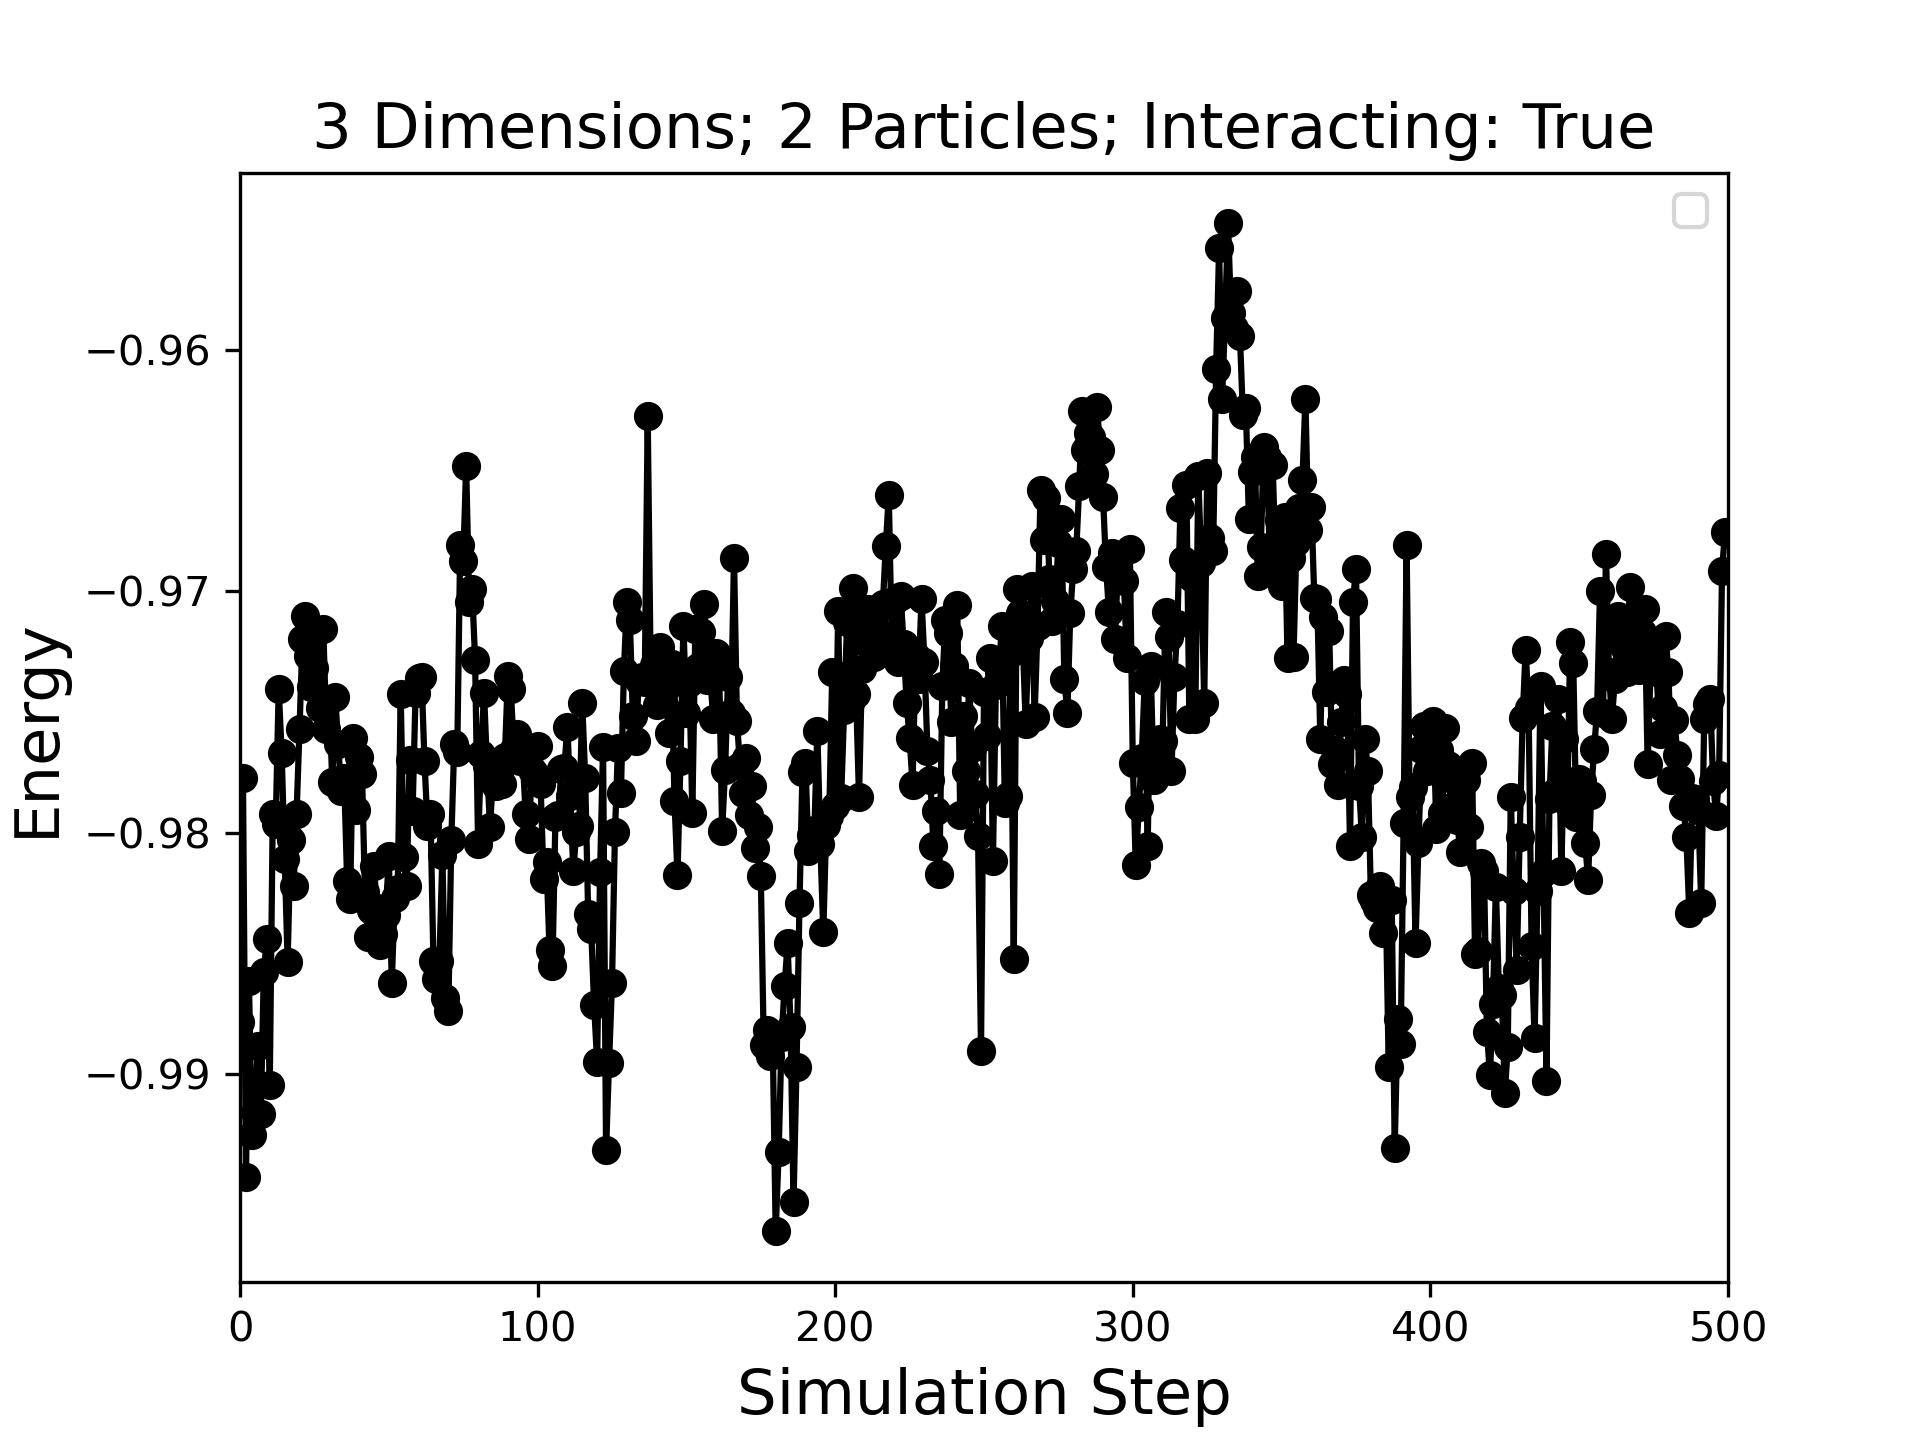 3 Dimensions; 2 Particles; Interacting: True
Energy
−0.96
−0.97
−0.98
−0.99
0 100 200 300 400 500
Simulation Step